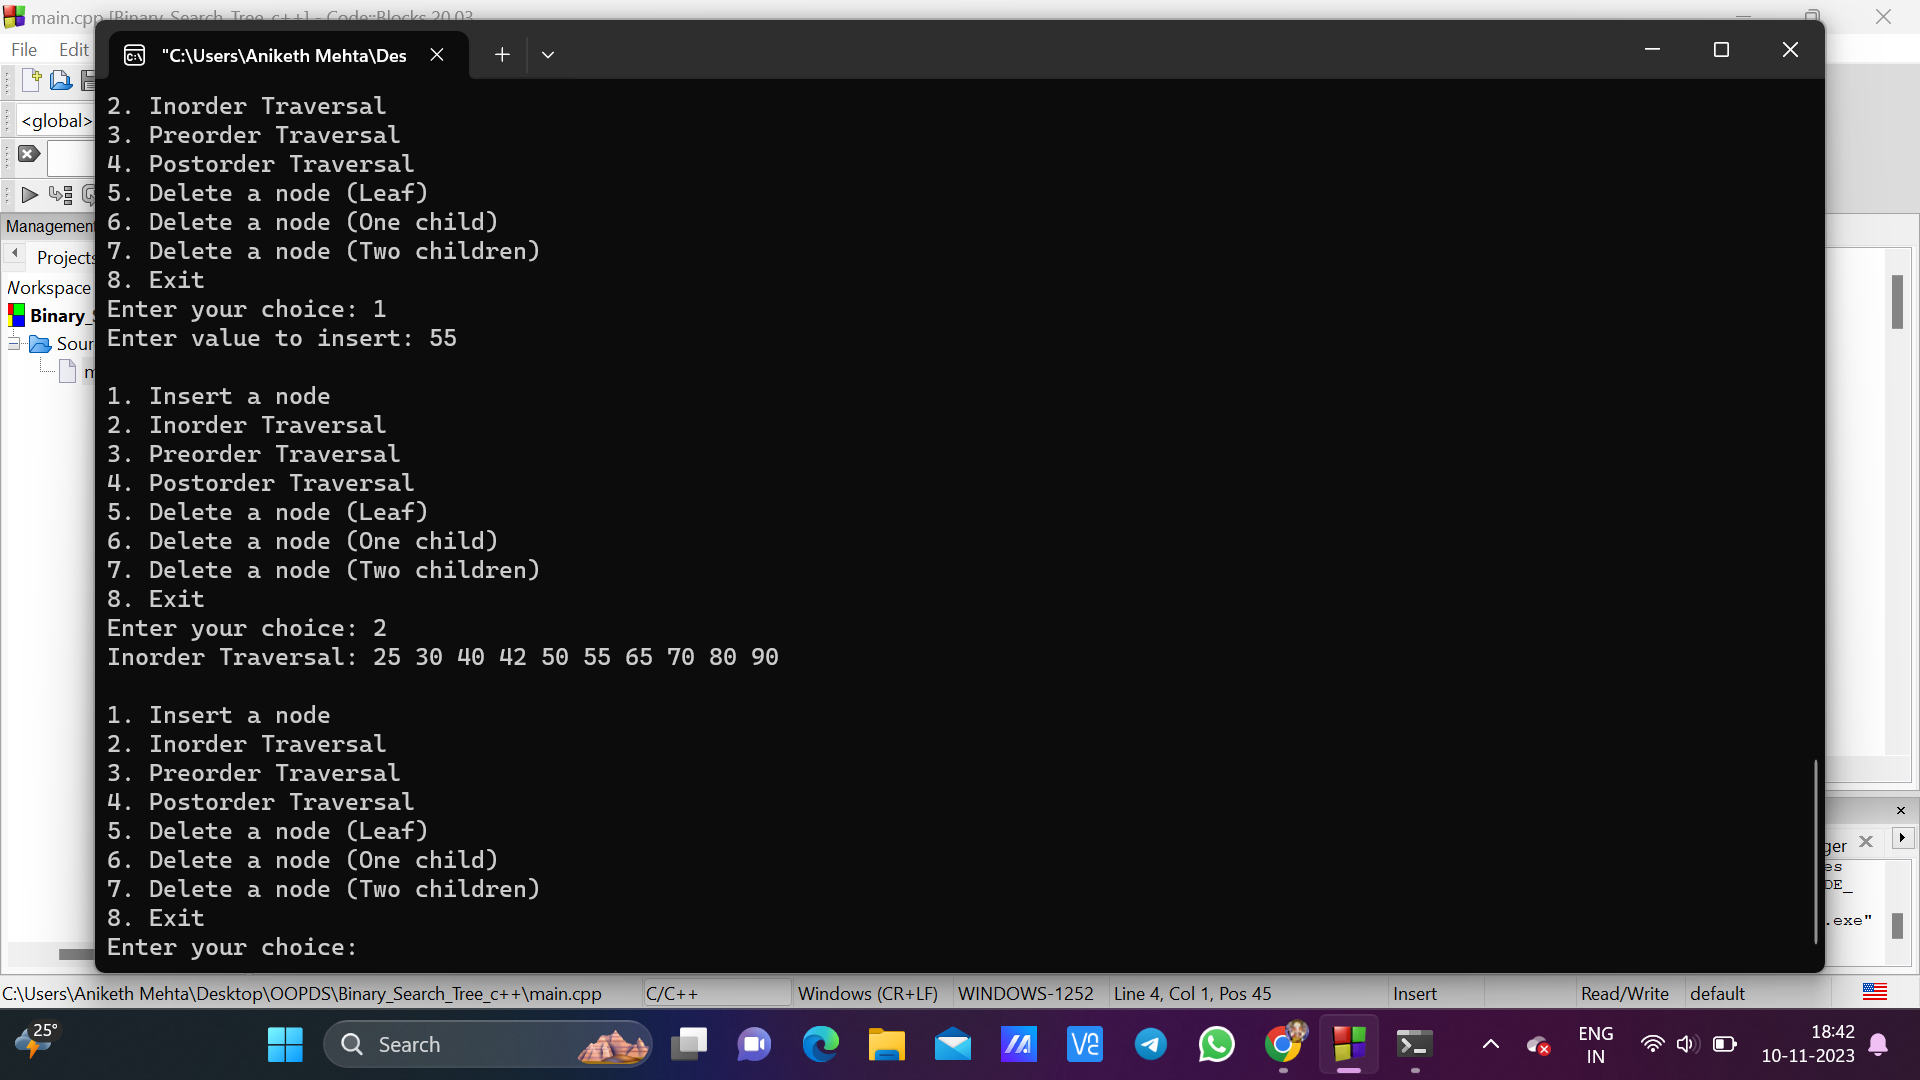 main.cpp [Binary_Search_Tree_c++] - Code::Blocks 20.03
File Edit
"C:\Users\Aniketh Mehta\Des
<global>
Management
Projects
Workspace
Binary_S
Sour
m
2. Inorder Traversal
3. Preorder Traversal
4. Postorder Traversal
5. Delete a node (Leaf)
6. Delete a node (One child)
7. Delete a node (Two children)
8. Exit
Enter your choice: 1
Enter value to insert: 55
1. Insert a node
2. Inorder Traversal
3. Preorder Traversal
4. Postorder Traversal
5. Delete a node (Leaf)
6. Delete a node (One child)
7. Delete a node (Two children)
8. Exit
Enter your choice: 2
Inorder Traversal: 25 30 40 42 50 55 65 70 80 90
1. Insert a node
2. Inorder Traversal
3. Preorder Traversal
4. Postorder Traversal
5. Delete a node (Leaf)
6. Delete a node (One child)
7. Delete a node (Two children)
8. Exit
Enter your choice:
ger
es
DE_
.exe"
C:\Users\Aniketh Mehta\Desktop\OOPDS\Binary_Search_Tree_c++\main.cpp C/C++ Windows (CR+LF) WINDOWS-1252 Line 4, Col 1, Pos 45 Insert Read/Write default
25°
Search
ENG
IN
18:42
10-11-2023